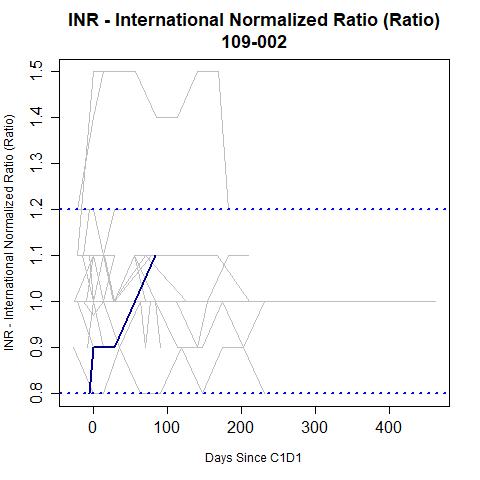 INR - International Normalized Ratio (Ratio)
109-002
INR - International Normalized Ratio (Ratio)
1.5
1.4
1.3
1.2
1.1
1.0
0.9
0.8
0 100 200 300 400
Days Since C1D1